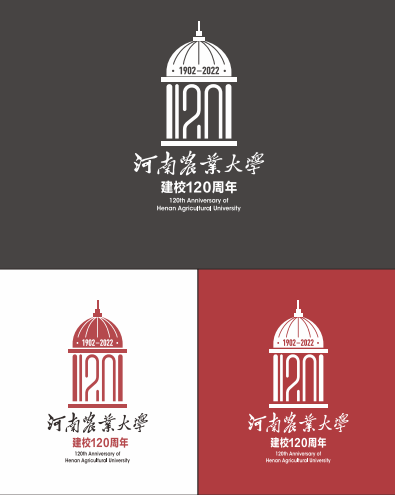 ·1902–2022·
120
河南农業大學
建校120周年
120th Anniversary of
Henan Agricultural University
·1902–2022·
120
河南农業大學
建校120周年
120th Anniversary of
Henan Agricultural University
·1902–2022·
120
河南农業大學
建校120周年
120th Anniversary of
Henan Agricultural University